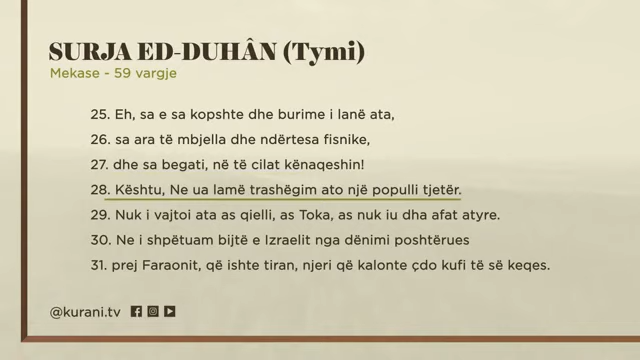 SURJA ED-DUHÂN (Tymi)
Mekase - 59 vargje
25. Eh, sa e sa kopshte dhe burime i lanë ata,
26. sa ara të mbjella dhe ndërtesa fisnike,
27. dhe sa begati, në të cilat kënaqeshin!
28. Kështu, Ne ua lamë trashëgim ato një populli tjetër.
29. Nuk i vajtoi ata as qielli, as Toka, as nuk iu dha afat atyre.
30. Ne i shpëtuam bijtë e Izraelit nga dënimi poshtërues
31. prej Faraonit, që ishte tiran, njeri që kalonte çdo kufi të së keqes.
@kurani.tv